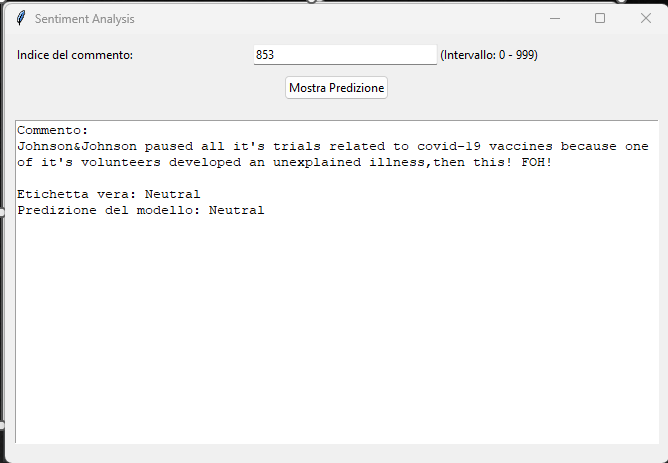 Sentiment Analysis
Indice del commento: 853 (Intervallo: 0 - 999)
Mostra Predizione
Commento:
Johnson&Johnson paused all it's trials related to covid-19 vaccines because one
of it's volunteers developed an unexplained illness,then this! FOH!
Etichetta vera: Neutral
Predizione del modello: Neutral